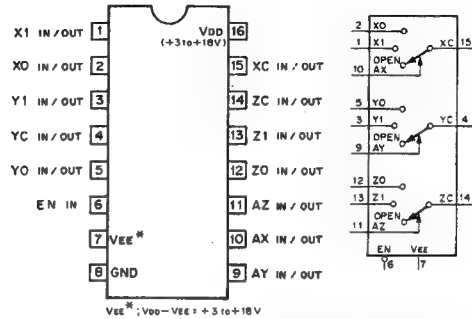 X1 IN/OUT 1
X0 IN/OUT 2
Y1 IN/OUT 3
YC IN/OUT 4
Y0 IN/OUT 5
EN IN 6
7 VEE*
8 GND
VDD 16
(+3 to +18V)
15 XC IN/OUT
14 ZC IN/OUT
13 Z1 IN/OUT
12 Z0 IN/OUT
11 AZ IN/OUT
10 AX IN/OUT
9 AY IN/OUT
VEE*; VDD-VEE= +3 to +18V
2 X0
1 X1 XC 15
OPEN
10 AX
5 Y0
3 Y1 YC 4
OPEN
9 AY
12 Z0
13 Z1 ZC 14
OPEN
11 AZ
EN VEE
6 7